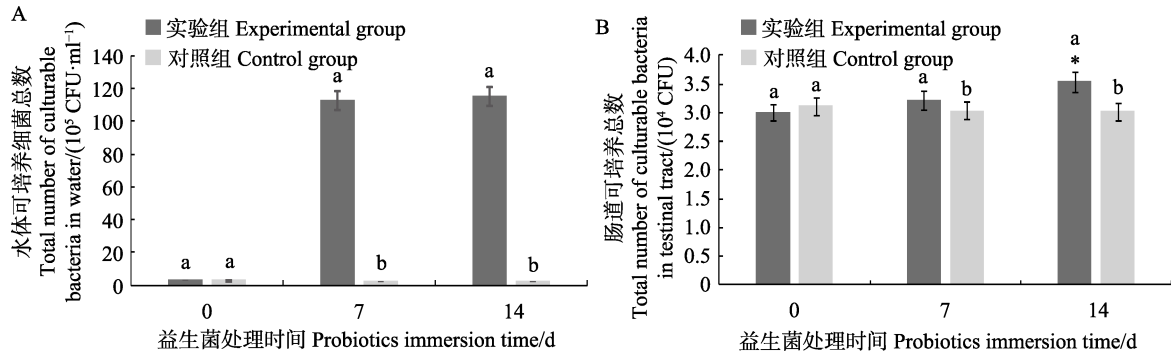 A
实验组 Experimental group
对照组 Control group
水体可培养细菌总数
Total number of culturable
bacteria in water/(10⁵ CFU·ml⁻¹)
140
120
100
80
60
40
20
0
a a
a b
a b
0 7 14
益生菌处理时间 Probiotics immersion time/d
B
实验组 Experimental group
对照组 Control group
肠道可培养总数
Total number of culturable bacteria
in testinal tract/(10⁴ CFU)
4.0
3.5
3.0
2.5
2.0
1.5
1.0
0.5
0
a a
a b
a
* b
0 7 14
益生菌处理时间 Probiotics immersion time/d